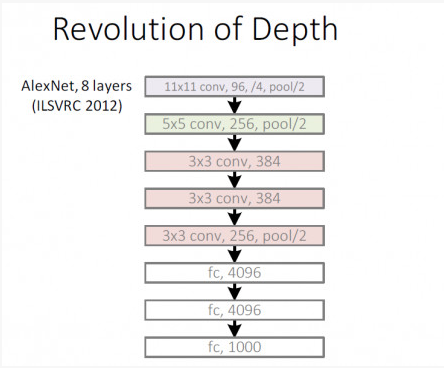 Revolution of Depth
AlexNet, 8 layers
(ILSVRC 2012)
11x11 conv, 96, /4, pool/2
5x5 conv, 256, pool/2
3x3 conv, 384
3x3 conv, 384
3x3 conv, 256, pool/2
fc, 4096
fc, 4096
fc, 1000